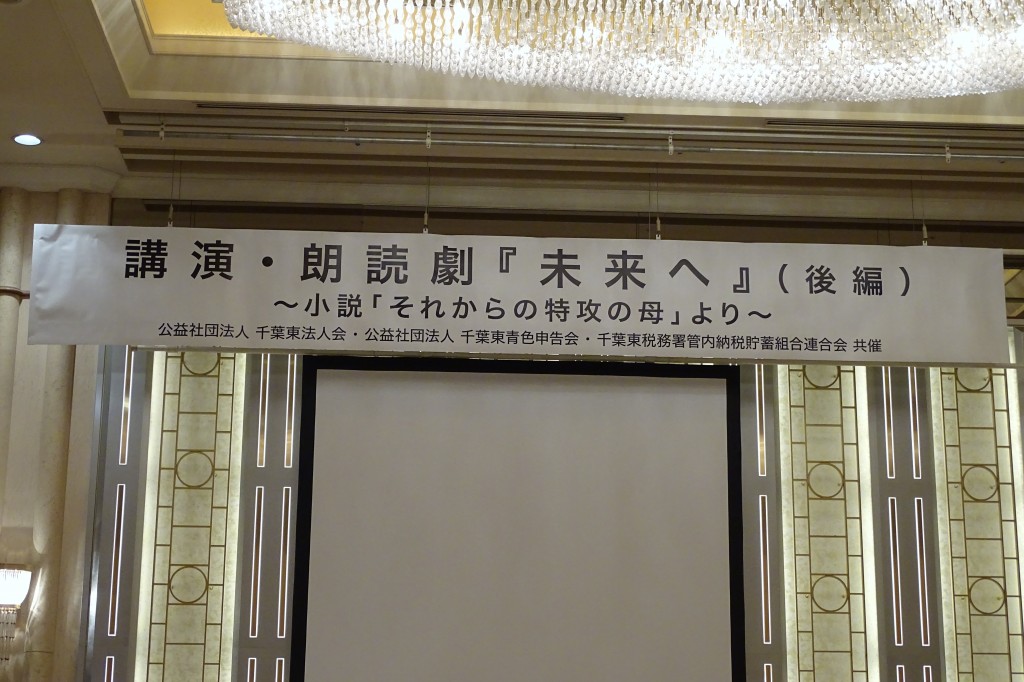 講演・朗読劇『未来へ』(後編)
～小説「それからの特攻の母」より～
公益社団法人 千葉東法人会・公益社団法人 千葉東青色申告会・千葉東税務署管内納税貯蓄組合連合会 共催